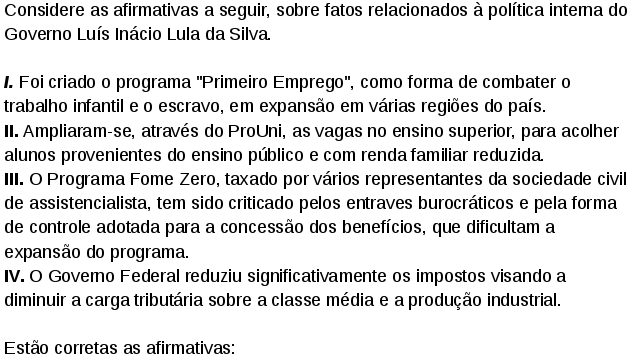 Considere as afirmativas a seguir, sobre fatos relacionados à política interna do
Governo Luís Inácio Lula da Silva.
I. Foi criado o programa "Primeiro Emprego", como forma de combater o
trabalho infantil e o escravo, em expansão em várias regiões do país.
II. Ampliaram-se, através do ProUni, as vagas no ensino superior, para acolher
alunos provenientes do ensino público e com renda familiar reduzida.
III. O Programa Fome Zero, taxado por vários representantes da sociedade civil
de assistencialista, tem sido criticado pelos entraves burocráticos e pela forma
de controle adotada para a concessão dos benefícios, que dificultam a
expansão do programa.
IV. O Governo Federal reduziu significativamente os impostos visando a
diminuir a carga tributária sobre a classe média e a produção industrial.
Estão corretas as afirmativas: